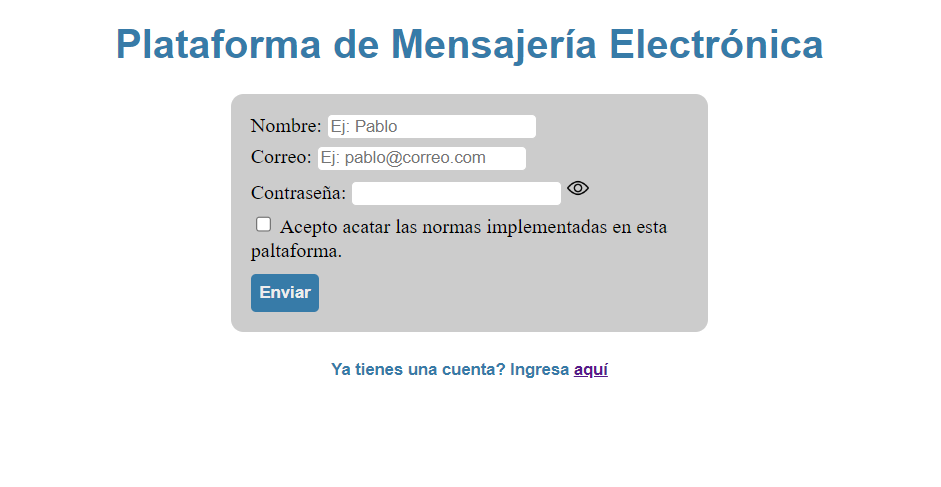 Plataforma de Mensajería Electrónica
Nombre: Ej: Pablo
Correo: Ej: pablo@correo.com
Contraseña:
Acepto acatar las normas implementadas en esta
paltaforma.
Enviar
Ya tienes una cuenta? Ingresa aquí